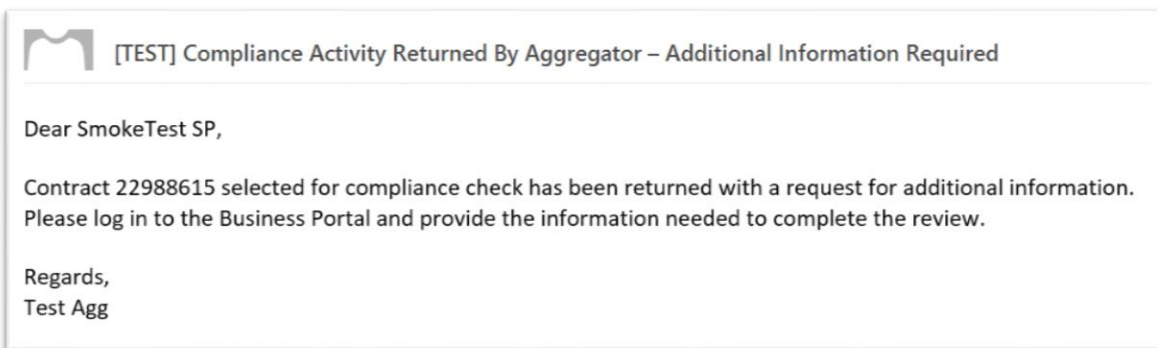 [TEST] Compliance Activity Returned By Aggregator – Additional Information Required
Dear SmokeTest SP,
Contract 22988615 selected for compliance check has been returned with a request for additional information.
Please log in to the Business Portal and provide the information needed to complete the review.
Regards,
Test Agg